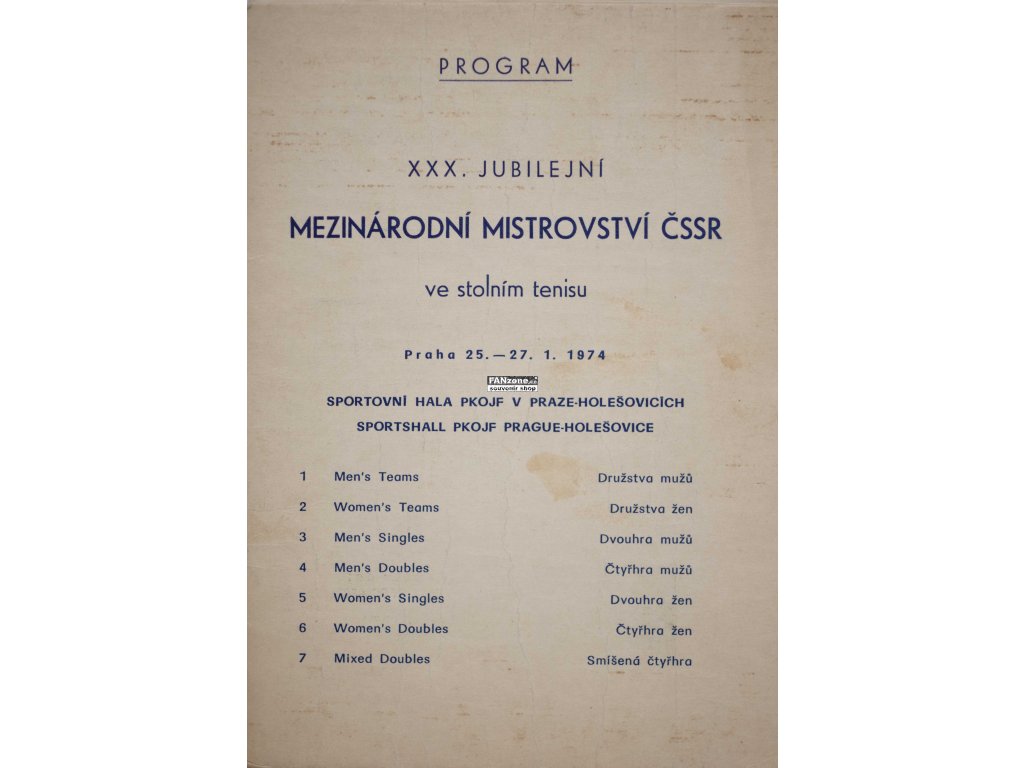 PROGRAM
XXX. JUBILEJNÍ
MEZINÁRODNÍ MISTROVSTVÍ ČSSR
ve stolním tenisu
Praha 25. — 27. 1. 1974
FANzone.cz
souvenir shop
SPORTOVNÍ HALA PKOJF V PRAZE-HOLEŠOVICÍCH
SPORTSHALL PKOJF PRAGUE-HOLEŠOVICE
1 Men's Teams Družstva mužů
2 Women's Teams Družstva žen
3 Men's Singles Dvouhra mužů
4 Men's Doubles Čtyřhra mužů
5 Women's Singles Dvouhra žen
6 Women's Doubles Čtyřhra žen
7 Mixed Doubles Smíšená čtyřhra